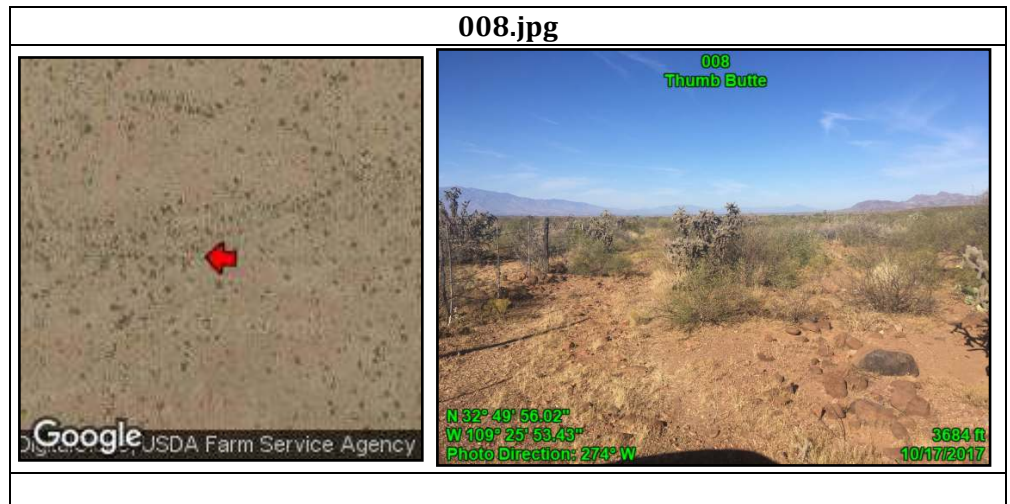 008.jpg
Google
USDA Farm Service Agency
008
Thumb Butte
N 32° 49' 56.02"
W 109° 25' 53.43"
Photo Direction: 274° W
3684 ft
10/17/2017